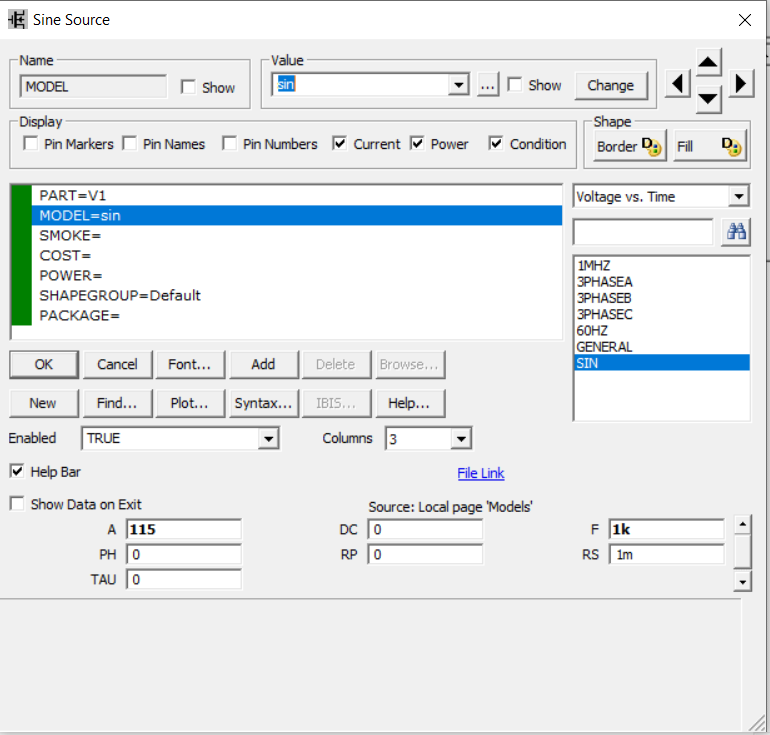 Sine Source
Name
MODEL
Show
Value
sin
...
Show
Change
Display
Pin Markers
Pin Names
Pin Numbers
Current
Power
Condition
Shape
Border
Fill
PART=V1
MODEL=sin
SMOKE=
COST=
POWER=
SHAPEGROUP=Default
PACKAGE=
Voltage vs. Time
1MHZ
3PHASEA
3PHASEB
3PHASEC
60HZ
GENERAL
SIN
OK
Cancel
Font...
Add
Delete
Browse...
New
Find...
Plot...
Syntax...
IBIS...
Help...
Enabled
TRUE
Columns
3
Help Bar
File Link
Show Data on Exit
Source: Local page 'Models'
A 115
DC 0
F 1k
PH 0
RP 0
RS 1m
TAU 0